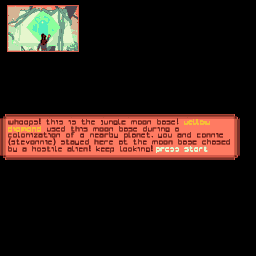 whoops! this is the jungle moon base! yellow
diamond used this moon base during a
colonization of a nearby planet. you and connie
(stevonnie) stayed here at the moon base chased
by a hostile alien! keep looking! press start